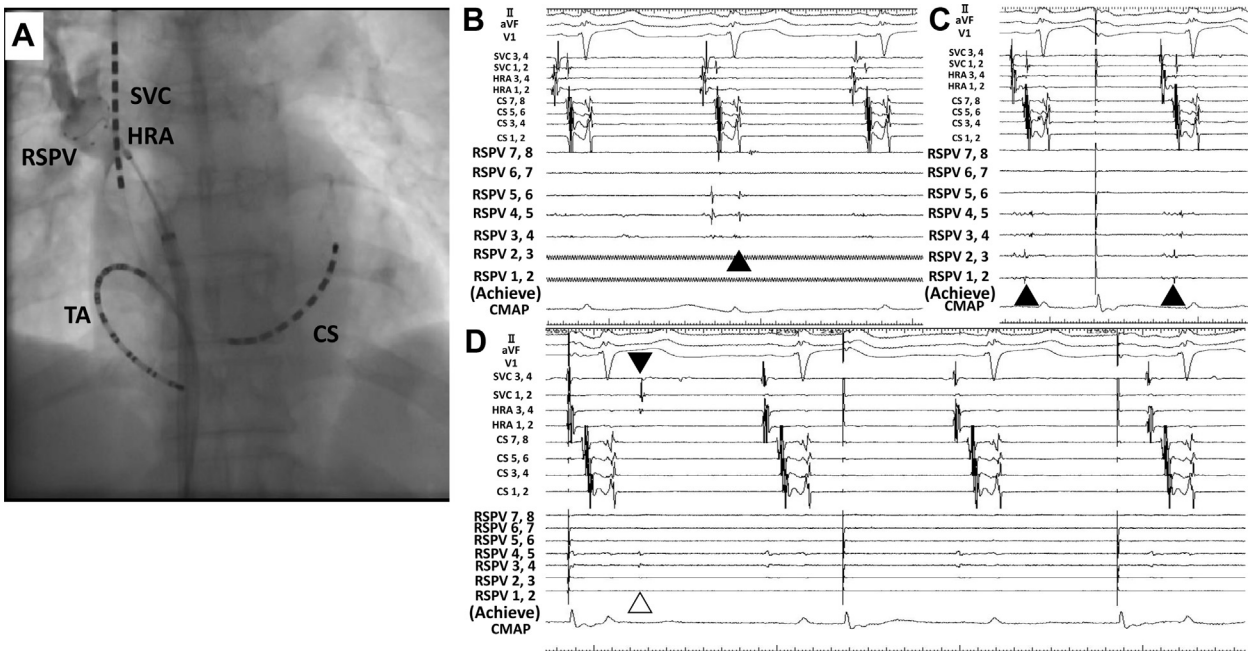 A
SVC
HRA
RSPV
TA
CS
B
II
aVF
V1
SVC 3, 4
SVC 1, 2
HRA 3, 4
HRA 1, 2
CS 7, 8
CS 5, 6
CS 3, 4
CS 1, 2
RSPV 7, 8
RSPV 6, 7
RSPV 5, 6
RSPV 4, 5
RSPV 3, 4
RSPV 2, 3
RSPV 1, 2
(Achieve)
CMAP
C
II
aVF
V1
SVC 3, 4
SVC 1, 2
HRA 3, 4
HRA 1, 2
CS 7, 8
CS 5, 6
CS 3, 4
CS 1, 2
RSPV 7, 8
RSPV 6, 7
RSPV 5, 6
RSPV 4, 5
RSPV 3, 4
RSPV 2, 3
RSPV 1, 2
(Achieve)
CMAP
D
II
aVF
V1
SVC 3, 4
SVC 1, 2
HRA 3, 4
HRA 1, 2
CS 7, 8
CS 5, 6
CS 3, 4
CS 1, 2
RSPV 7, 8
RSPV 6, 7
RSPV 5, 6
RSPV 4, 5
RSPV 3, 4
RSPV 2, 3
RSPV 1, 2
(Achieve)
CMAP